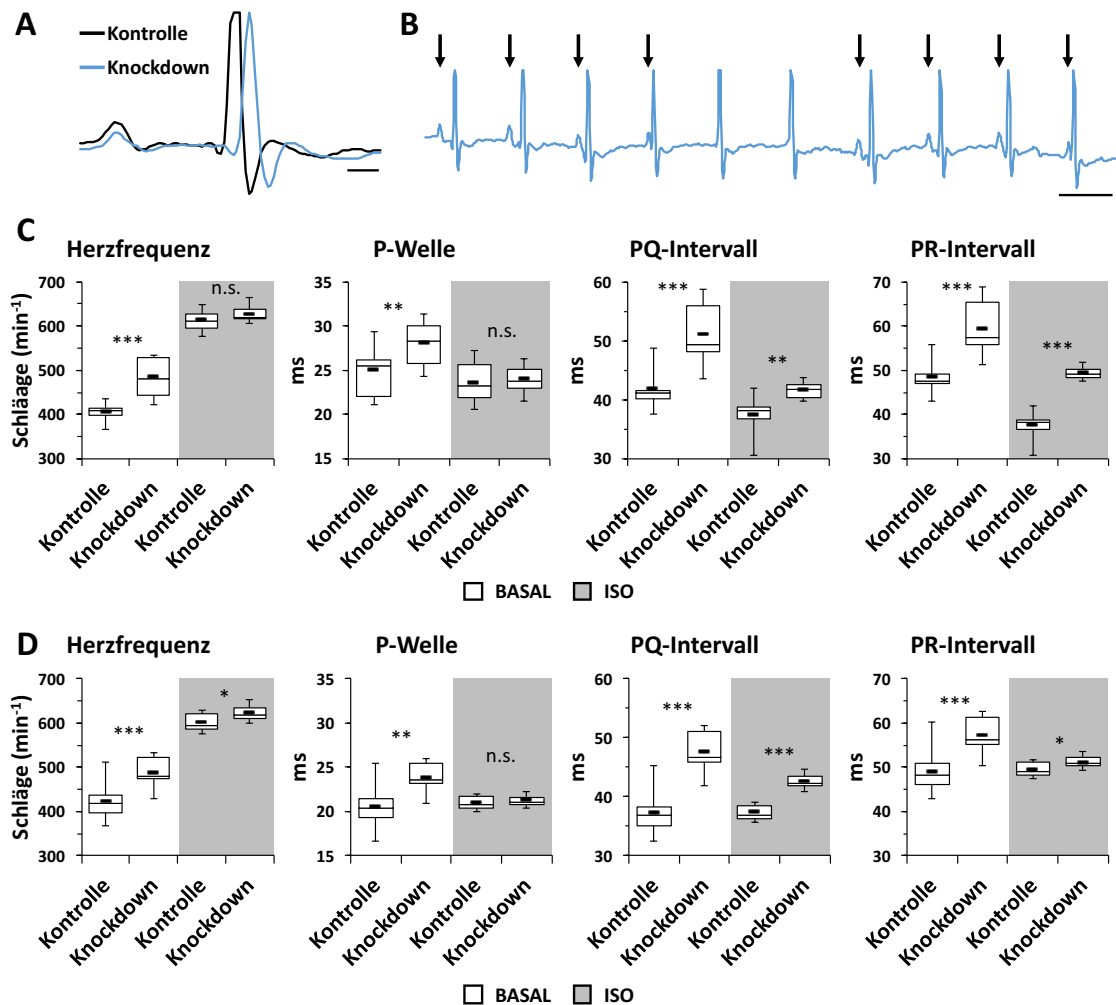 A
Kontrolle
Knockdown
B
C
Herzfrequenz
P-Welle
PQ-Intervall
PR-Intervall
Schlääge (min-1)
700
600
500
400
300
***
n.s.
Kontrolle
Knockdown
Kontrolle
Knockdown
ms
35
30
25
20
15
**
n.s.
Kontrolle
Knockdown
Kontrolle
Knockdown
ms
60
50
40
30
***
**
Kontrolle
Knockdown
Kontrolle
Knockdown
ms
70
60
50
40
30
***
***
Kontrolle
Knockdown
Kontrolle
Knockdown
BASAL
ISO
D
Herzfrequenz
P-Welle
PQ-Intervall
PR-Intervall
Schläge (min-1)
700
600
500
400
300
***
*
Kontrolle
Knockdown
Kontrolle
Knockdown
ms
35
30
25
20
15
**
n.s.
Kontrolle
Knockdown
Kontrolle
Knockdown
ms
60
50
40
30
***
***
Kontrolle
Knockdown
Kontrolle
Knockdown
ms
70
60
50
40
30
***
*
Kontrolle
Knockdown
Kontrolle
Knockdown
BASAL
ISO